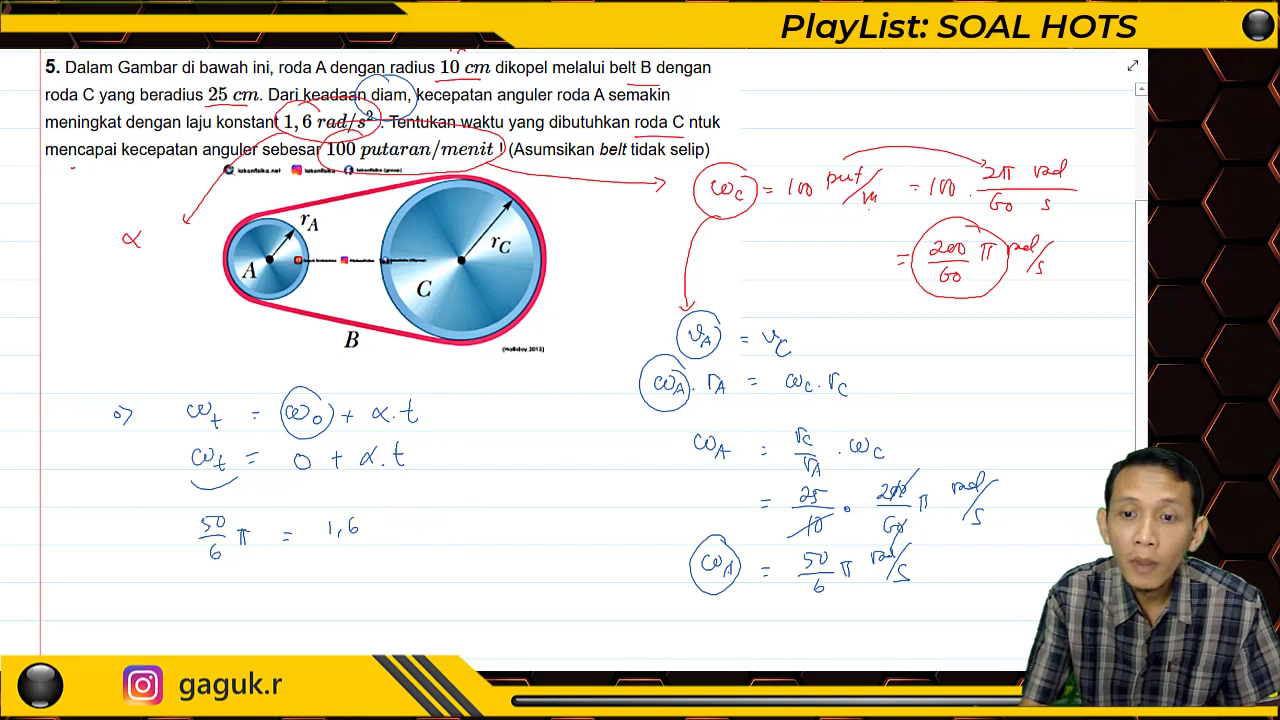 PlayList: SOAL HOTS
5. Dalam Gambar di bawah ini, roda A dengan radius 10 cm dikopel melalui belt B dengan
roda C yang beradius 25 cm. Dari keadaan diam, kecepatan anguler roda A semakin
meningkat dengan laju konstant 1,6 rad/s². Tentukan waktu yang dibutuhkan roda C ntuk
mencapai kecepatan anguler sebesar 100 putaran/menit ! (Asumsikan belt tidak selip)
lakonfisika.net lakonfisika lakonfisika (group)
α
r_A
r_C
A
C
B
(Halliday,2013)
ω_C = 100 put/m = 100 . 2π/60 rad/s
= 200/60 π rad/s
v_A = v_C
ω_A . r_A = ω_C . r_C
ω_A = r_C/r_A . ω_C
= 25/10 . 200/60 π rad/s
ω_A = 50/6 π rad/s
ω_t = ω_0 + α . t
ω_t = 0 + α . t
50/6 π = 1,6
gaguk.r